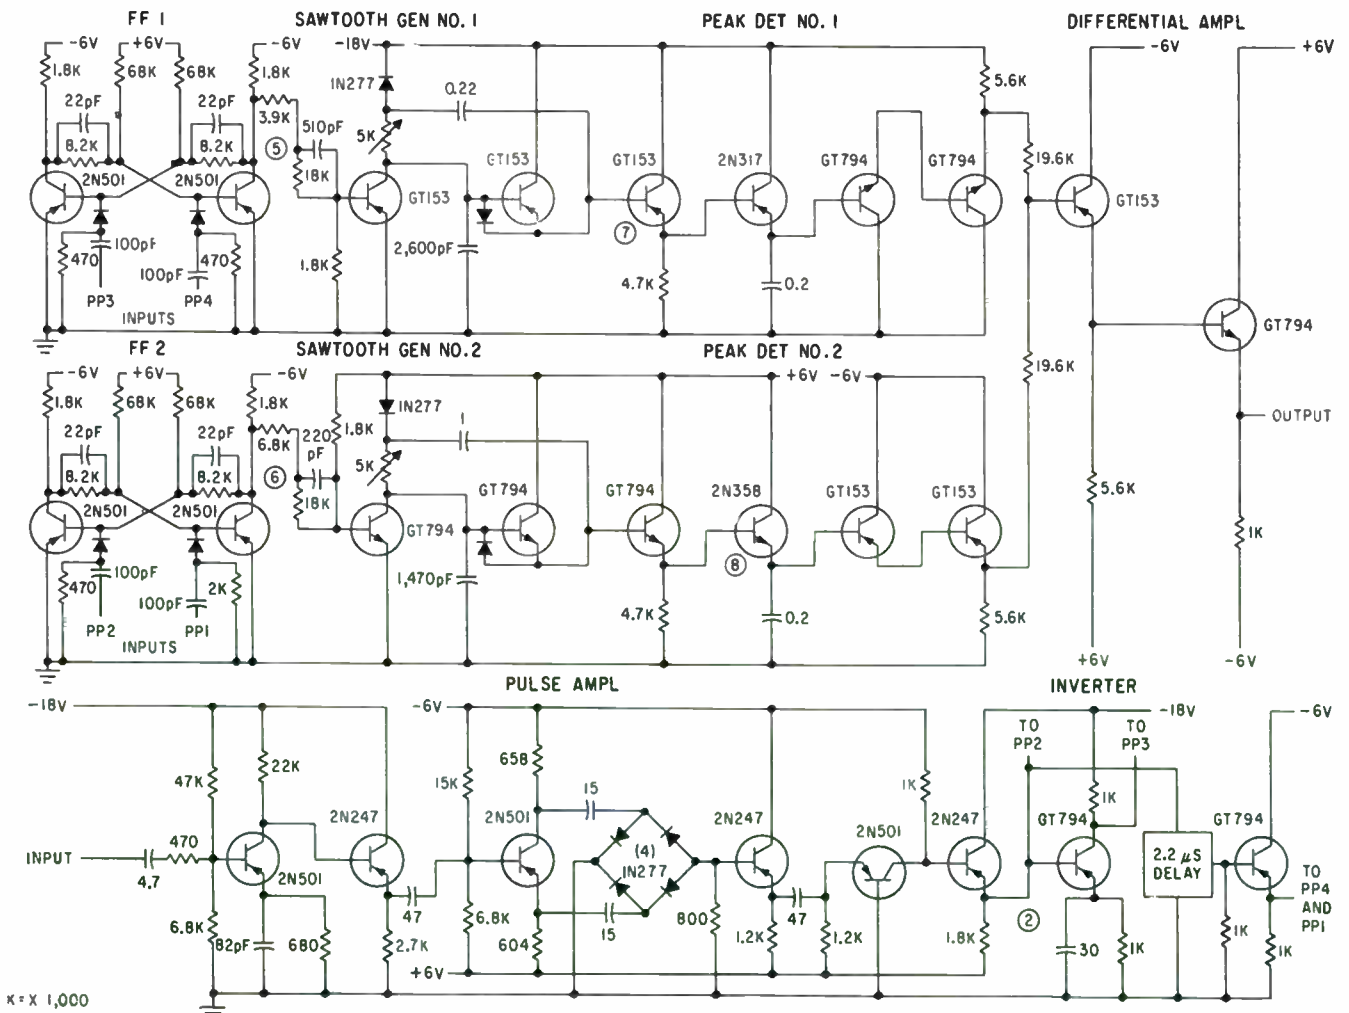 FF 1
SAWTOOTH GEN NO. 1
PEAK DET NO. 1
DIFFERENTIAL AMPL
-6V
+6V
-6V
-18V
-6V
+6V
1.8K
68K
68K
1.8K
1N277
0.22
5.6K
22pF
22pF
3.9K
510pF
5K
8.2K
8.2K
5
18K
19.6K
2N501
2N501
GT153
GT153
GT153
2N317
GT794
GT794
GT153
7
100pF
470
470
100pF
1.8K
2,600pF
4.7K
0.2
PP3
PP4
INPUTS
GT794
FF 2
SAWTOOTH GEN NO.2
PEAK DET NO.2
-6V
+6V
-6V
+6V
-6V
19.6K
1.8K
68K
68K
1.8K
1N277
1
OUTPUT
22pF
22pF
6.8K
220
pF
1.8K
5K
8.2K
8.2K
6
18K
2N501
2N501
GT794
GT794
GT794
2N358
GT153
GT153
5.6K
1K
8
100pF
470
2K
100pF
1,470pF
4.7K
0.2
5.6K
PP2
PP1
INPUTS
+6V
-6V
PULSE AMPL
INVERTER
-18V
-6V
-18V
-6V
TO
PP2
TO
PP3
47K
22K
15K
658
15
1K
1K
2N247
2N501
2N247
2N501
2N247
GT794
GT794
INPUT
470
4.7
2N501
(4)
1N277
2.2 µS
DELAY
TO
PP4
AND
PP1
47
47
2
6.8K
82pF
680
2.7K
6.8K
604
15
800
1.2K
1.2K
1.8K
30
1K
1K
1K
+6V
K = X 1,000